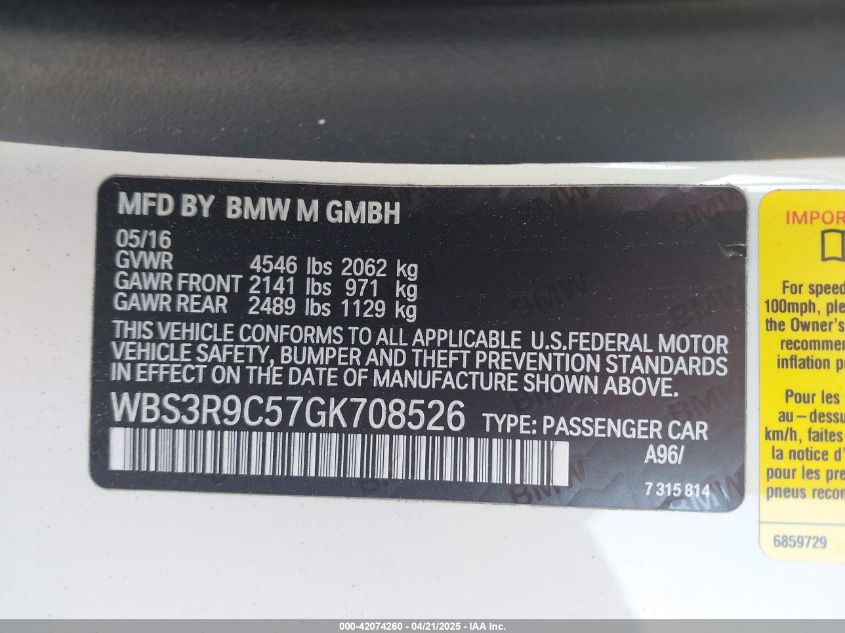 MFD BY BMW M GMBH
05/16
GVWR 4546 lbs 2062 kg
GAWR FRONT 2141 lbs 971 kg
GAWR REAR 2489 lbs 1129 kg
THIS VEHICLE CONFORMS TO ALL APPLICABLE U.S.FEDERAL MOTOR
VEHICLE SAFETY, BUMPER AND THEFT PREVENTION STANDARDS
IN EFFECT ON THE DATE OF MANUFACTURE SHOWN ABOVE.
WBS3R9C57GK708526 TYPE: PASSENGER CAR
A96/
7 315 814
IMPOR
For speed
100mph, ple
the Owner's
recommen
inflation p
Pour les
au-dessu
km/h, faites
la notice d'
pour les pre
pneus recon
6859729
000-42074260 - 04/21/2025 - IAA Inc.